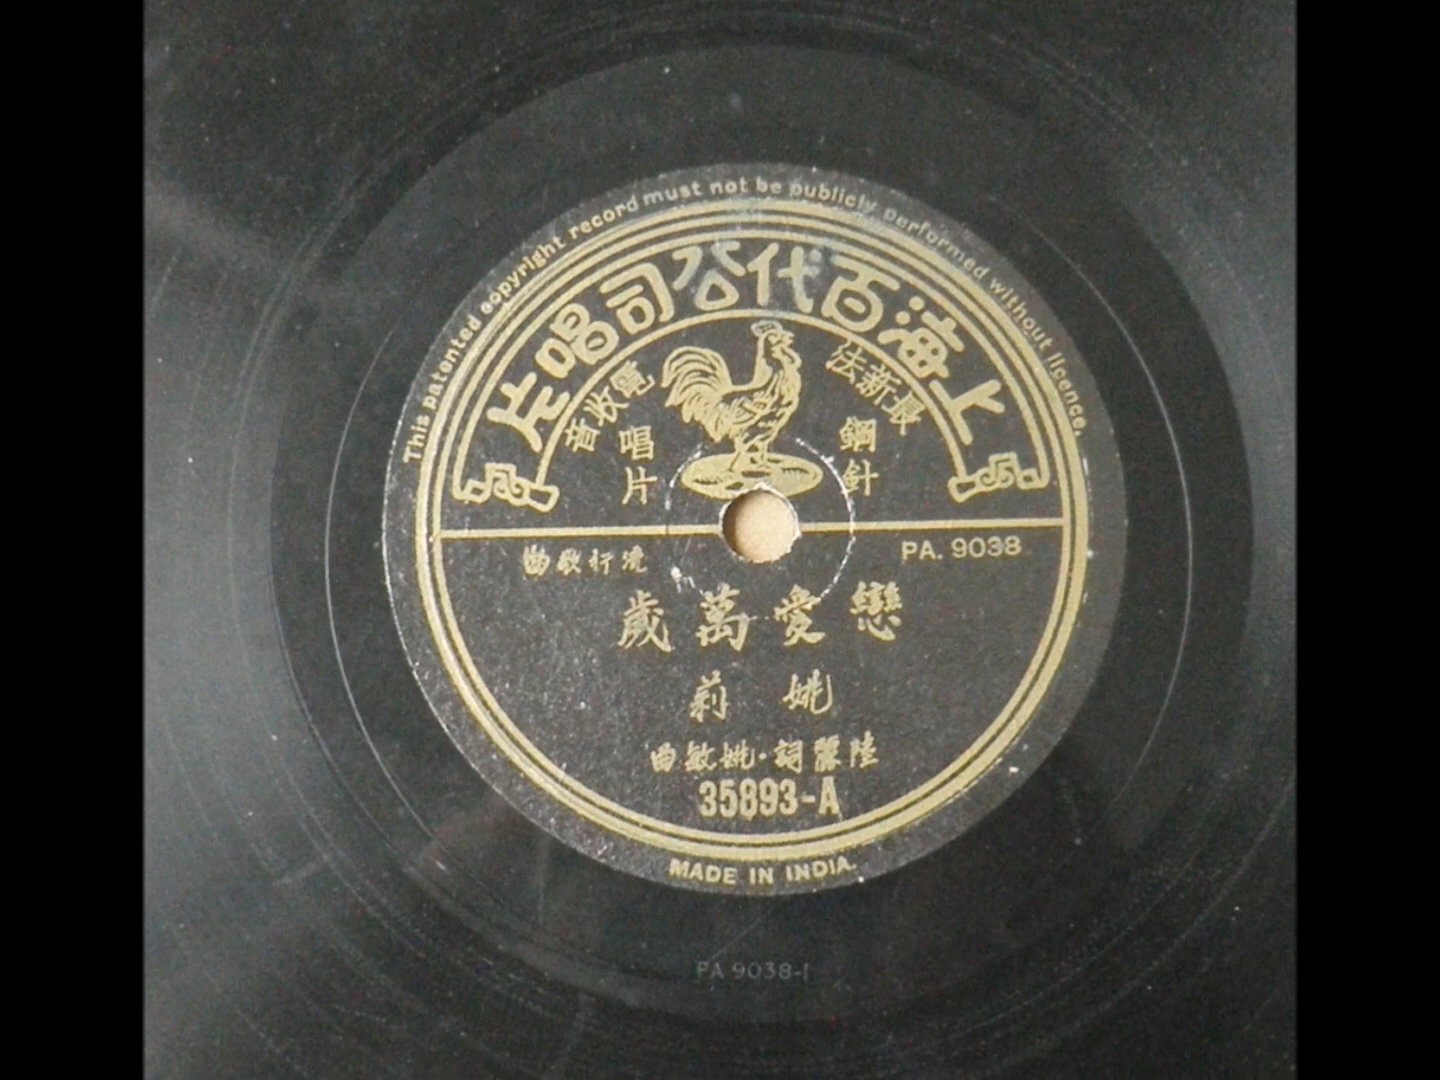 This patented copyright record must not be publicly performed without licence.
上海百代公司唱片
最新法
電收音
鋼針
唱片
流行歌曲
PA. 9038
戀愛萬歲
姚莉
陸麗詞·姚敏曲
35893-A
MADE IN INDIA.
PA 9038-1